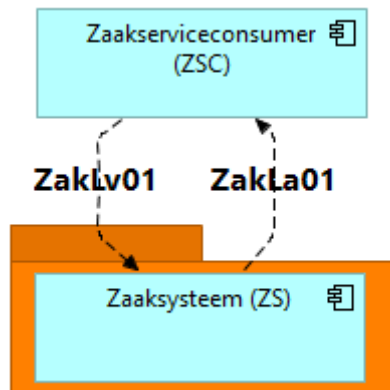 Zaakserviceconsumer
(ZSC)
ZakLv01
ZakLa01
Zaaksysteem (ZS)